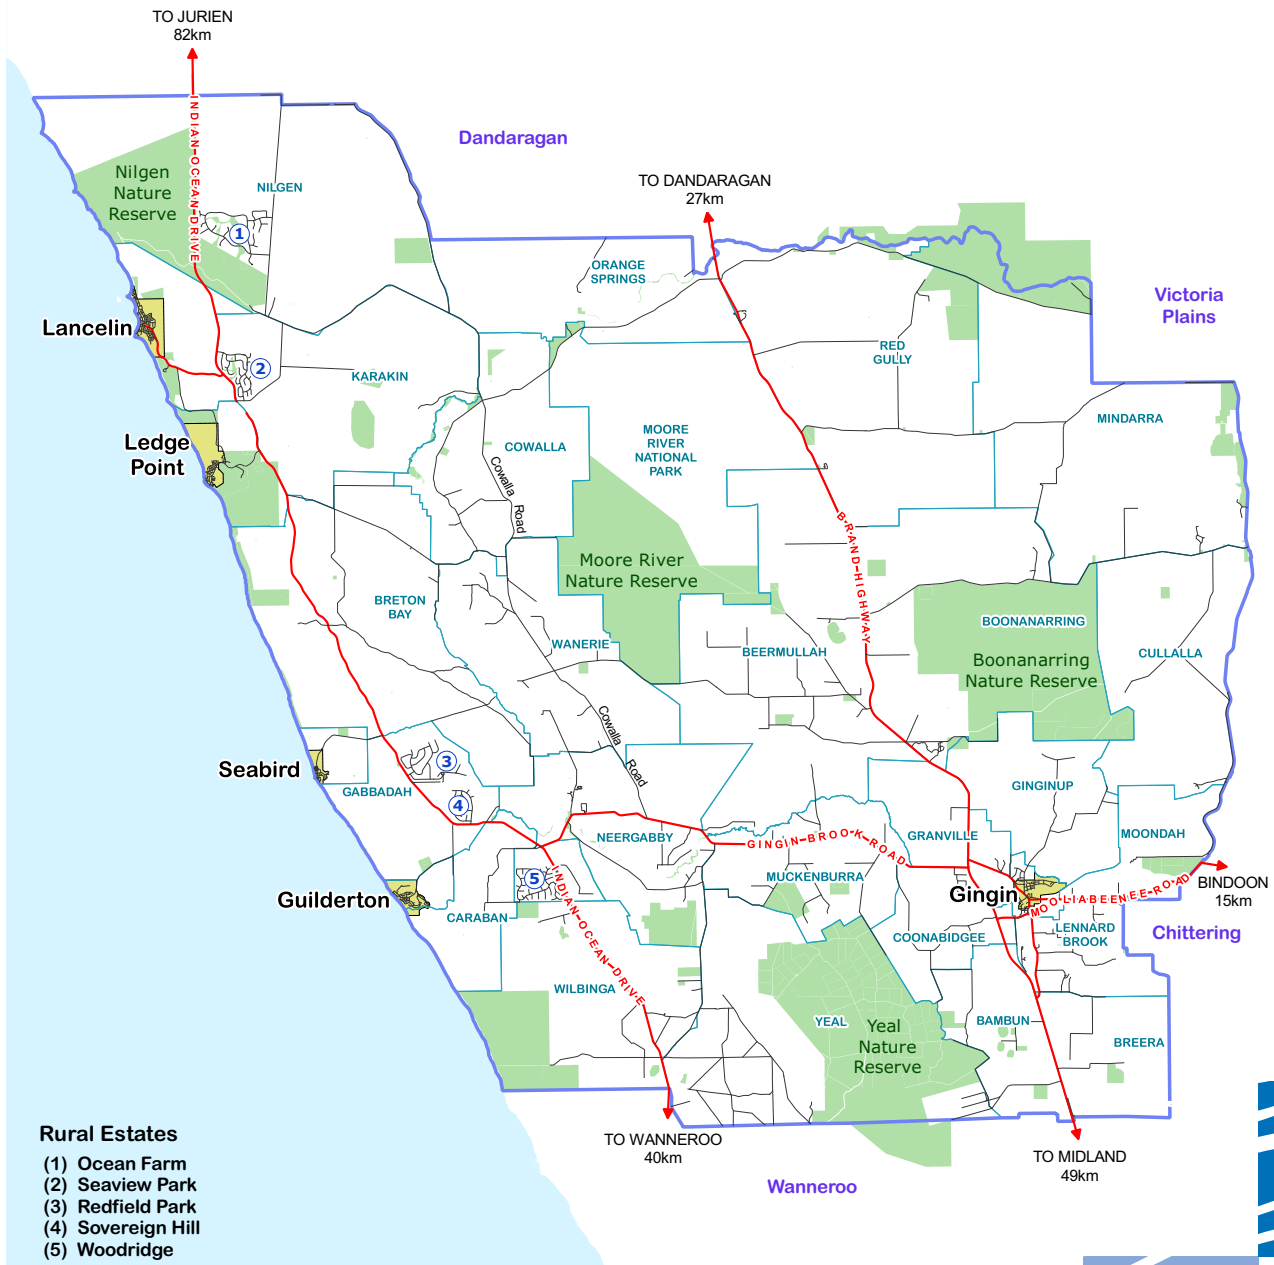 TO JURIEN
82km
INDIAN OCEAN DRIVE
Dandaragan
Nilgen
Nature
Reserve
NILGEN
1
TO DANDARAGAN
27km
ORANGE
SPRINGS
Victoria
Plains
Lancelin
2
KARAKIN
RED
GULLY
MINDARRA
Ledge
Point
COWALLA
MOORE
RIVER
NATIONAL
PARK
Cowalla
Road
BRAND HIGHWAY
Moore River
Nature Reserve
BRETON
BAY
WANERIE
BEERMULLAH
BOONANARRING
Boonanarring
Nature Reserve
CULLALLA
Cowalla
Road
Seabird
3
GABBADAH
4
GINGINUP
NEERGABBY
GINGIN BROOK ROAD
GRANVILLE
MOONDAH
5
MUCKENBURRA
Guilderton
Gingin
MOOLIABEENEE ROAD
BINDOON
15km
CARABAN
INDIAN OCEAN DRIVE
COONABIDGEE
LENNARD
BROOK
Chittering
WILBINGA
YEAL
Yeal
Nature
Reserve
BAMBUN
BREERA
TO WANNEROO
40km
TO MIDLAND
49km
Wanneroo
Rural Estates
(1) Ocean Farm
(2) Seaview Park
(3) Redfield Park
(4) Sovereign Hill
(5) Woodridge